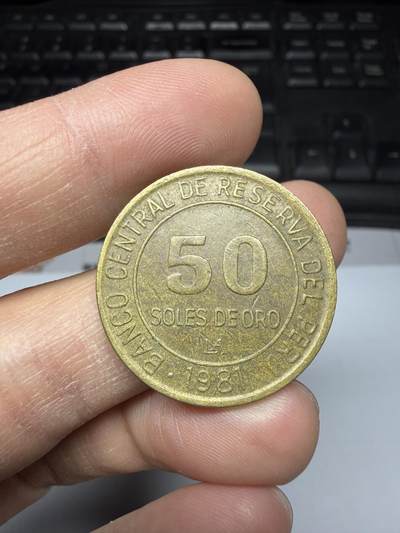 BANCO CENTRAL DE RESERVA DEL PERU
50
SOLES DE ORO
1981